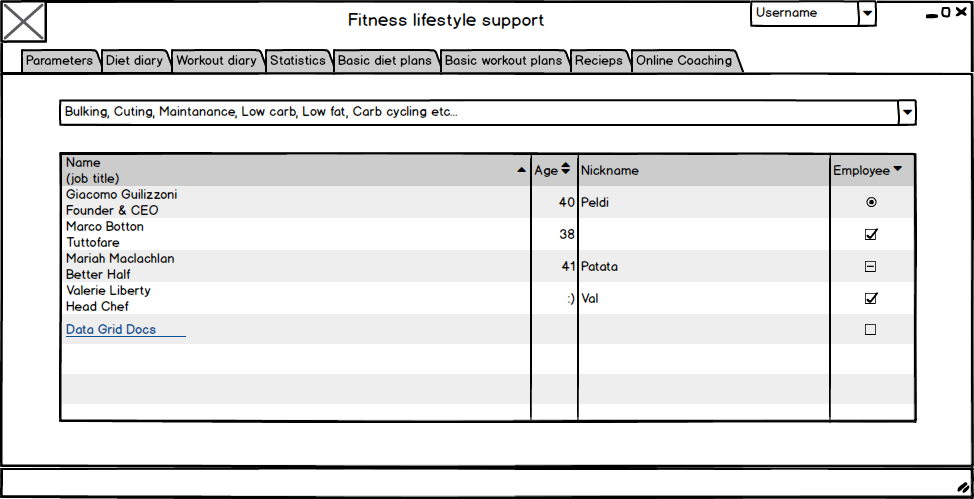 Fitness lifestyle support
Username
Parameters Diet diary Workout diary Statistics Basic diet plans Basic workout plans Recieps Online Coaching
Bulking, Cuting, Maintanance, Low carb, Low fat, Carb cycling etc...
Name
(job title)
Age
Nickname
Employee
Giacomo Guilizzoni
Founder & CEO
40
Peldi
Marco Botton
Tuttofare
38
Mariah Maclachlan
Better Half
41
Patata
Valerie Liberty
Head Chef
:)
Val
Data Grid Docs